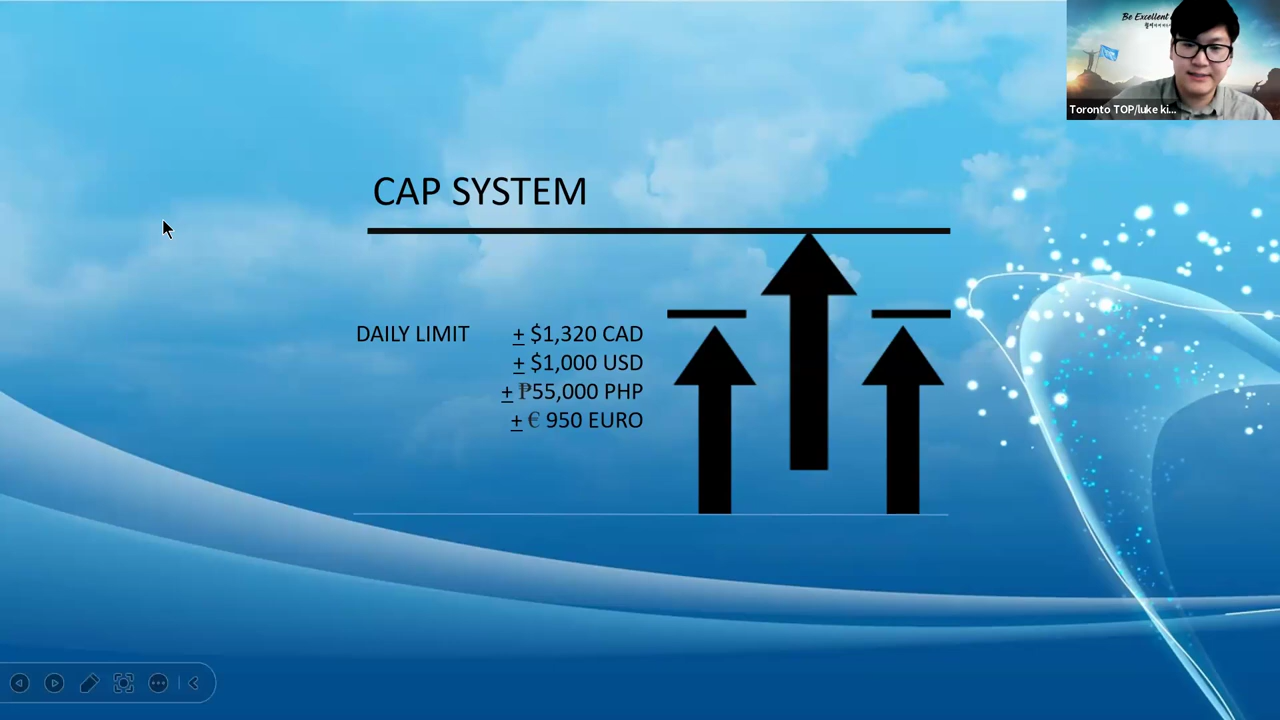 Be Excellent
Toronto TOP/luke ki...
CAP SYSTEM
DAILY LIMIT + $1,320 CAD
+ $1,000 USD
+ ₱55,000 PHP
+ € 950 EURO